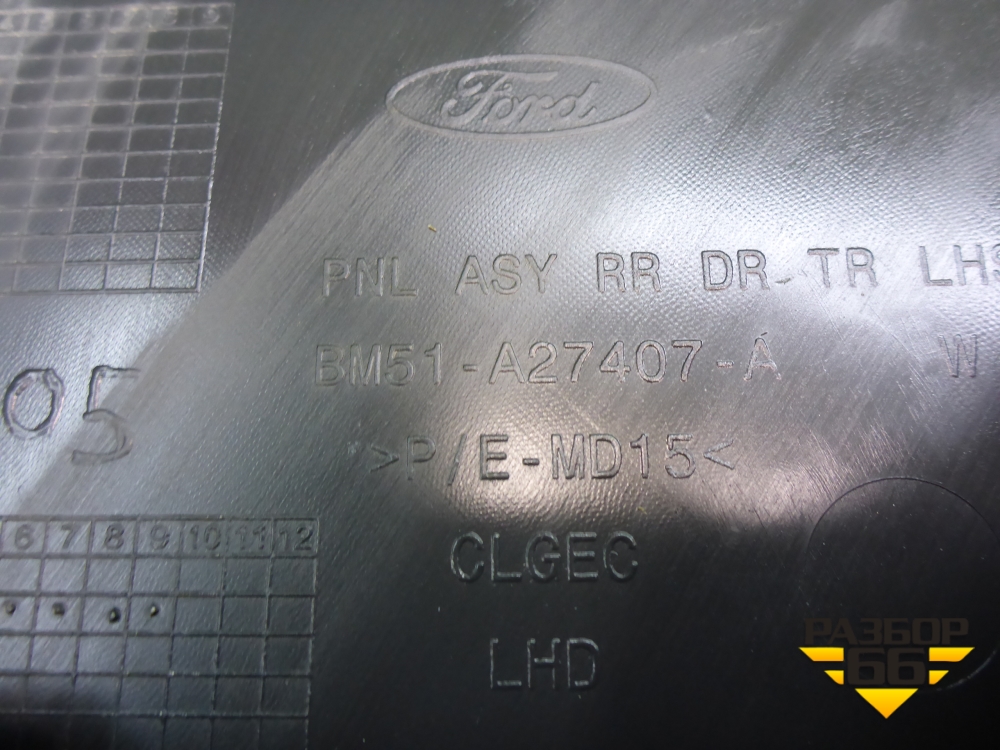 Ford
PNL ASY RR DR TR LHS
BM51-A27407-A W
05
>P/E-MD15<
6 7 8 9 10 11 12
CLGEC
LHD
РАЗБОР
66